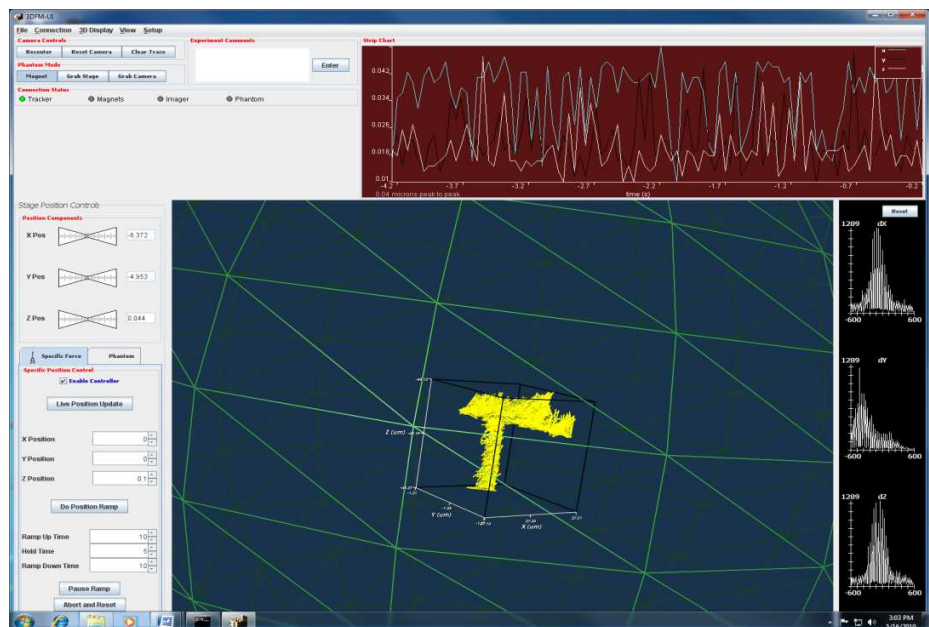 3DFM-UI
File Connection 3D Display View Setup
Camera Controls
Recenter Reset Camera Clear Trace
Phantom Mode
Magnet Grab Stage Grab Camera
Connection Status
Tracker Magnets Imager Phantom
Experiment Comments
Enter
Strip Chart
0.042
0.034
0.026
0.018
0.01
-4.2 -3.7 -3.2 -2.7 -2.2 -1.7 -1.2 -0.7 -0.2
0.04 microns peak to peak time (s)
Stage Position Controls
Position Components
X Pos -6.372
Y Pos -4.953
Z Pos 0.044
Specific Force Phantom
Specific Position Control
Enable Controller
Live Position Update
X Position 0
Y Position 0
Z Position 0.1
Do Position Ramp
Ramp Up Time 10
Hold Time 5
Ramp Down Time 10
Pause Ramp
Abort and Reset
Z (um)
Y (um)
X (um)
Reset
1289 dX
-600 600
1289 dY
-600 600
1289 dZ
-600 600
3:03 PM